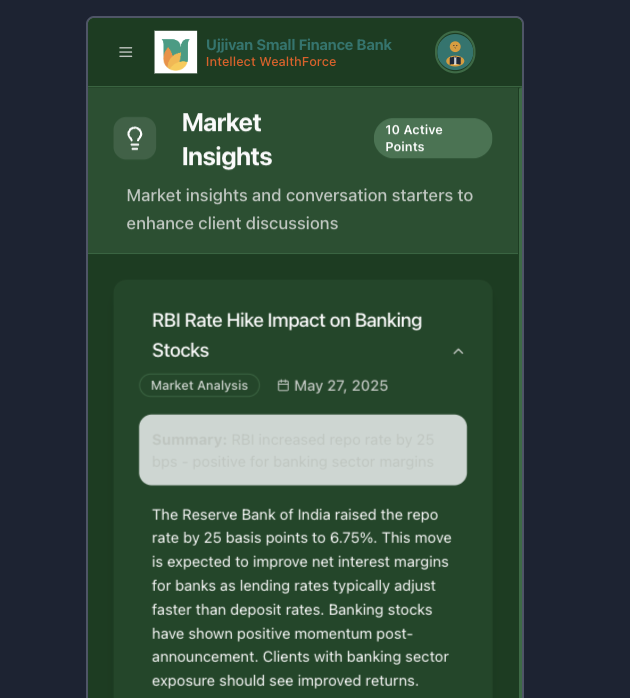 Ujjivan Small Finance Bank
Intellect WealthForce
Market
Insights
10 Active
Points
Market insights and conversation starters to
enhance client discussions
RBI Rate Hike Impact on Banking
Stocks
Market Analysis
May 27, 2025
Summary: RBI increased repo rate by 25
bps - positive for banking sector margins
The Reserve Bank of India raised the repo
rate by 25 basis points to 6.75%. This move
is expected to improve net interest margins
for banks as lending rates typically adjust
faster than deposit rates. Banking stocks
have shown positive momentum post-
announcement. Clients with banking sector
exposure should see improved returns.